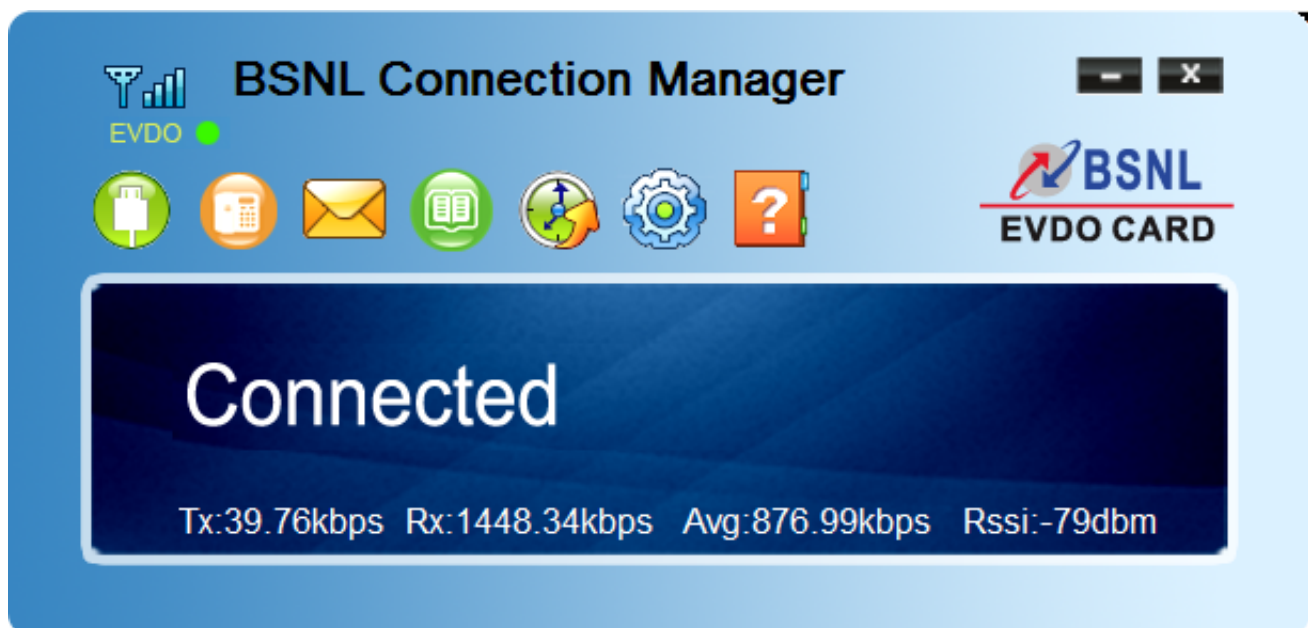 BSNL Connection Manager
EVDO
BSNL
EVDO CARD
?
Connected
Tx:39.76kbps Rx:1448.34kbps Avg:876.99kbps Rssi:-79dbm